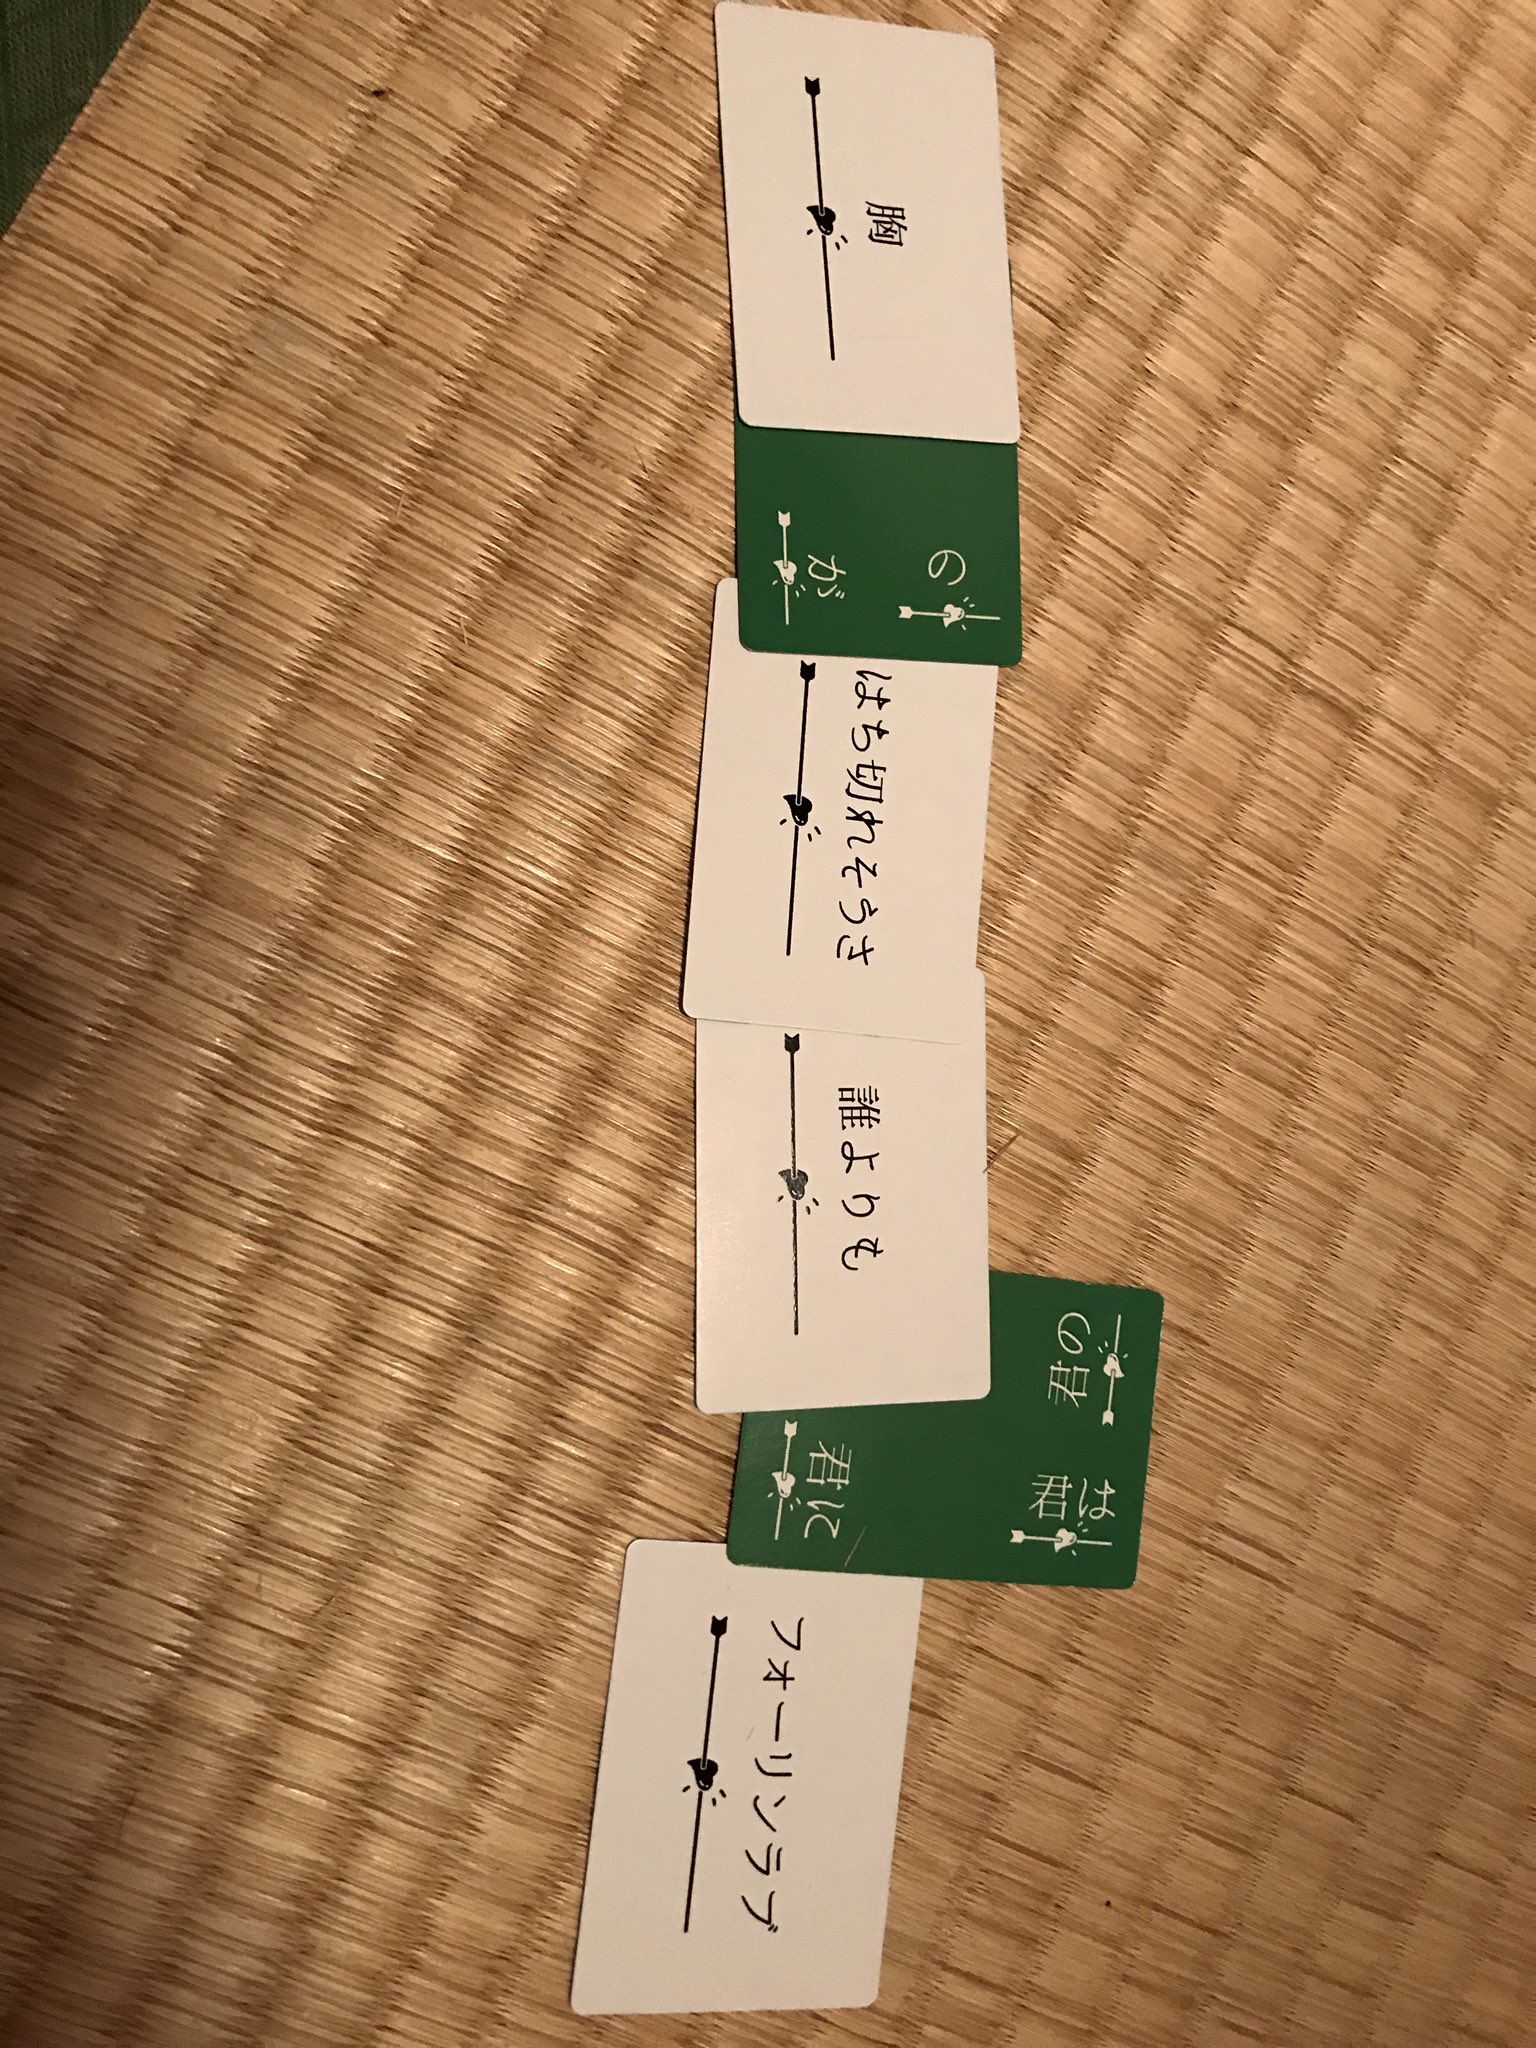 胸
が
の
はち切れそうさ
誰よりも
君に
の君
は
君
フォーリンラブ